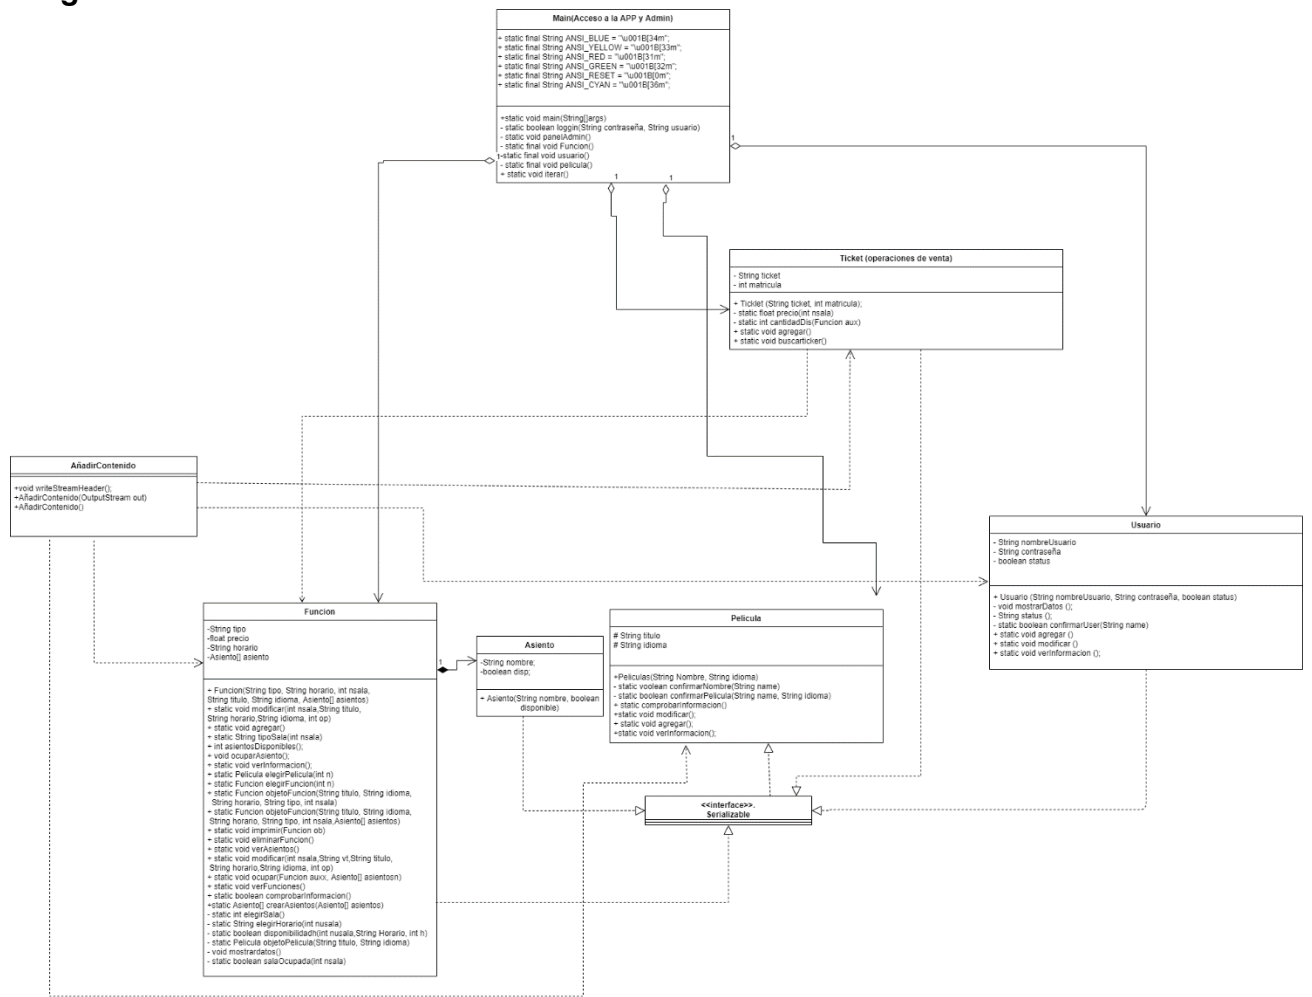 Main(Acceso a la APP y Admin)
+ static final String ANSI_BLUE = "\u001B[34m";
+ static final String ANSI_YELLOW = "\u001B[33m";
+ static final String ANSI_RED = "\u001B[31m";
+ static final String ANSI_GREEN = "\u001B[32m";
+ static final String ANSI_RESET = "\u001B[0m";
+ static final String ANSI_CYAN = "\u001B[36m";
+static void main(String[]args)
- static boolean loggin(String contraseña, String usuario)
- static void panelAdmin()
- static final void Funcion()
-static final void usuario()
- static final void pelicula()
+ static void iterar()
1
1
1
1
Ticket (operaciones de venta)
- String ticket
- int matricula
+ Ticklet (String ticket, int matricula);
- static float precio(int nsala)
- static int cantidadDis(Funcion aux)
+ static void agregar()
+ static void buscarticker()
AñadirContenido
+void writeStreamHeader();
+AñadirContenido(OutputStream out)
+AñadirContenido()
Usuario
- String nombreUsuario
- String contraseña
- boolean status
+ Usuario (String nombreUsuario, String contraseña, boolean status)
- void mostrarDatos ();
- String status ();
- static boolean confirmarUser(String name)
+ static void agregar ()
+ static void modificar ()
+ static void verInformacion ();
Funcion
-String tipo
-float precio
-String horario
-Asiento[] asiento
+ Funcion(String tipo, String horario, int nsala,
String titulo, String idioma, Asiento[] asientos)
+ static void modificar(int nsala,String titulo,
String horario,String idioma, int op)
+ static void agregar()
+ static String tipoSala(int nsala)
+ int asientosDisponibles();
+ void ocuparAsiento();
+ static void verInformacion();
+ static Pelicula elegirPelicula(int n)
+ static Funcion elegirFuncion(int n)
+ static Funcion objetoFuncion(String titulo, String idioma,
String horario, String tipo, int nsala)
+ static Funcion objetoFuncion(String titulo, String idioma,
String horario, String tipo, int nsala,Asiento[] asientos)
+ static void imprimir(Funcion ob)
+ static void eliminarFuncion()
+ static void verAsientos()
+ static void modificar(int nsala,String vt,String titulo,
String horario,String idioma, int op)
+ static void ocupar(Funcion auxx, Asiento[] asientosn)
+ static void verFunciones()
+ static boolean comprobarInformacion()
+static Asiento[] crearAsientos(Asiento[] asientos)
- static int elegirSala()
- static String elegirHorario(int nusala)
- static boolean disponibilidadh(int nusala,String Horario, int h)
- static Pelicula objetoPelicula(String titulo, String idioma)
- void mostrardatos()
- static boolean salaOcupada(int nsala)
1
Asiento
-String nombre;
-boolean disp;
+ Asiento(String nombre, boolean
disponible)
Pelicula
# String titulo
# String idioma
+Peliculas(String Nombre, String idioma)
- static voolean confirmarNombre(String name)
- static boolean confirmarPelicula(String name, String Idioma)
+ static comprobarInformacion()
+static void modificar();
+ static void agregar();
+static void verInformacion();
<<interface>>.
Serializable